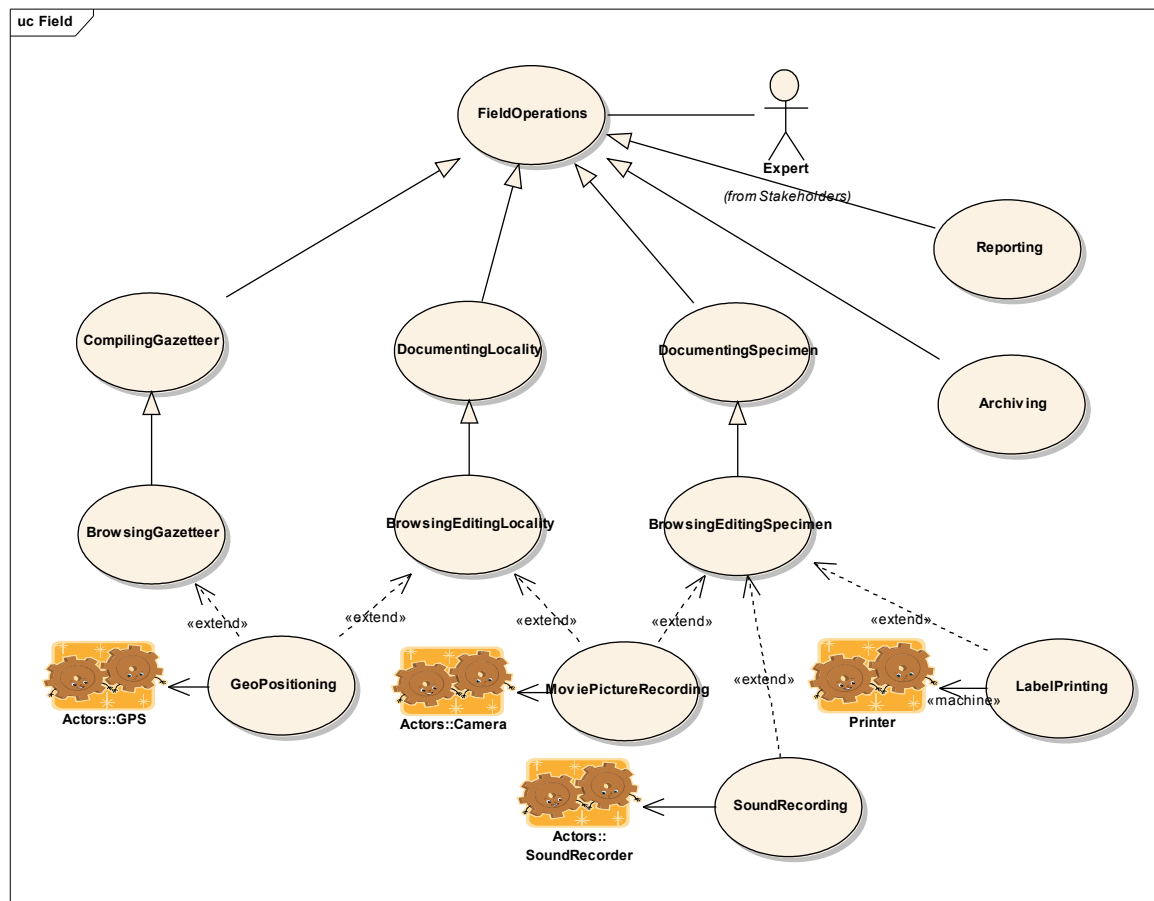 uc Field
FieldOperations
Expert
(from Stakeholders)
Reporting
CompilingGazetteer
DocumentingLocality
DocumentingSpecimen
Archiving
BrowsingGazetteer
BrowsingEditingLocality
BrowsingEditingSpecimen
«extend»
«extend»
«extend»
«extend»
«extend»
«extend»
GeoPositioning
Actors::GPS
MoviePictureRecording
Actors::Camera
LabelPrinting
«machine»
Printer
SoundRecording
Actors::
SoundRecorder